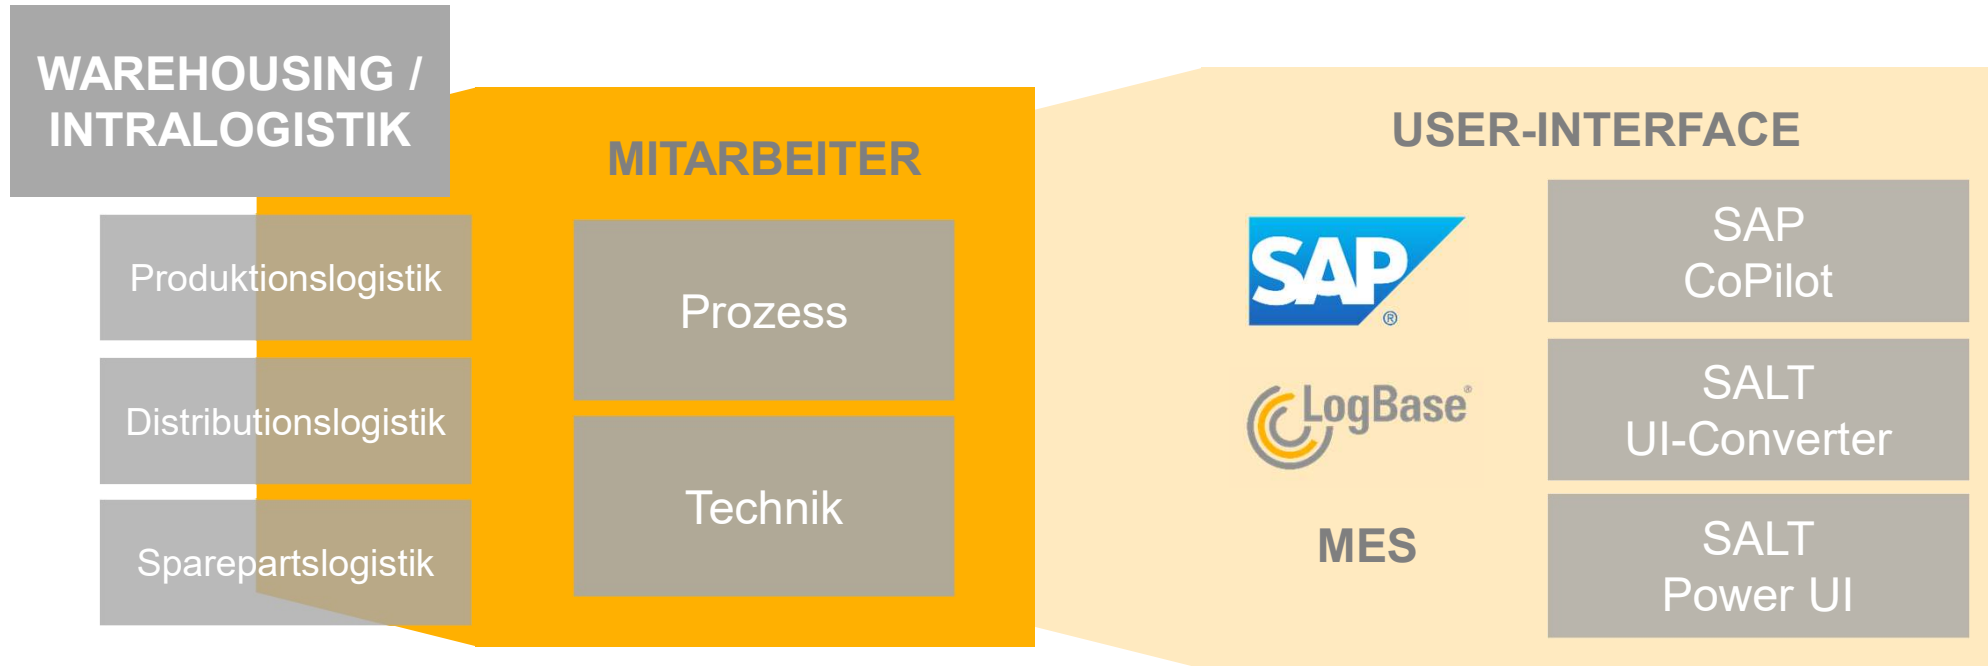 WAREHOUSING /
INTRALOGISTIK
Produktionslogistik
Distributionslogistik
Sparepartslogistik
MITARBEITER
Prozess
Technik
USER-INTERFACE
SAP
®
LogBase®
MES
SAP
CoPilot
SALT
UI-Converter
SALT
Power UI